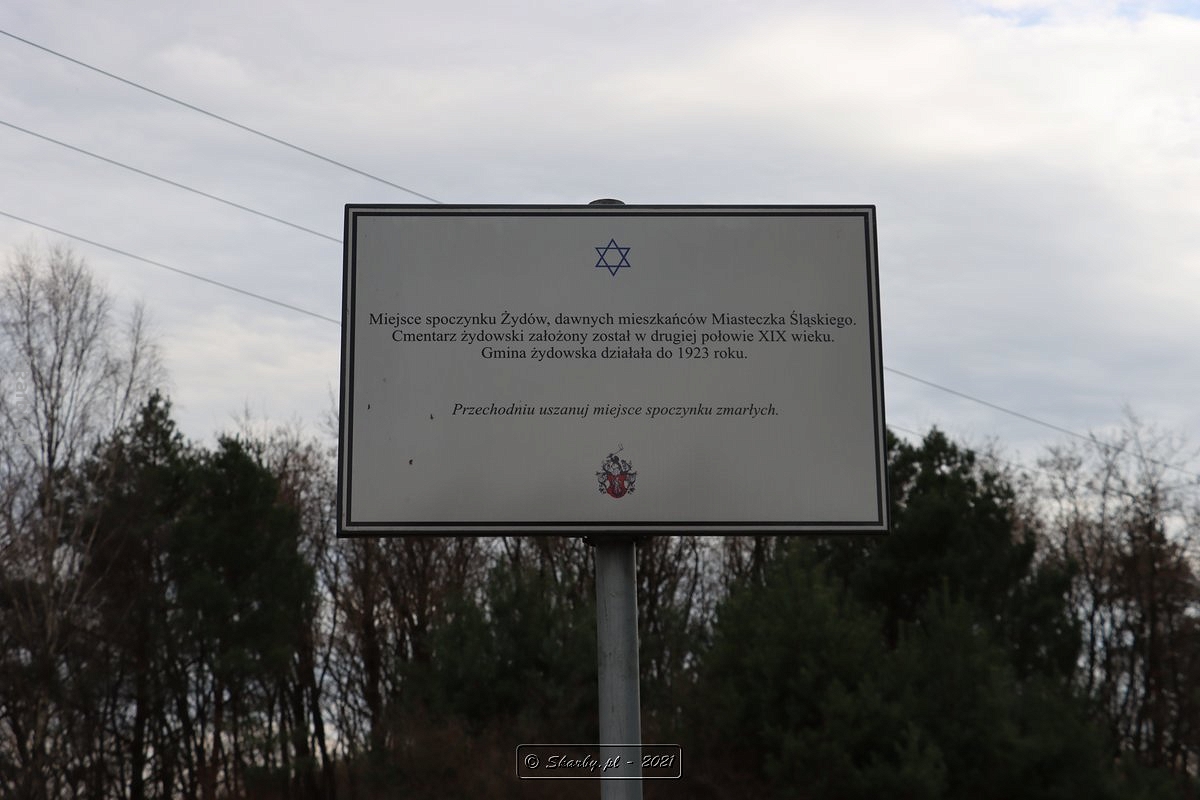 Miejsce spoczynku Żydów, dawnych mieszkańców Miasteczka Śląskiego.
Cmentarz żydowski założony został w drugiej połowie XIX wieku.
Gmina żydowska działała do 1923 roku.
Przechodniu uszanuj miejsce spoczynku zmarłych.
© Skarby.pl - 2021